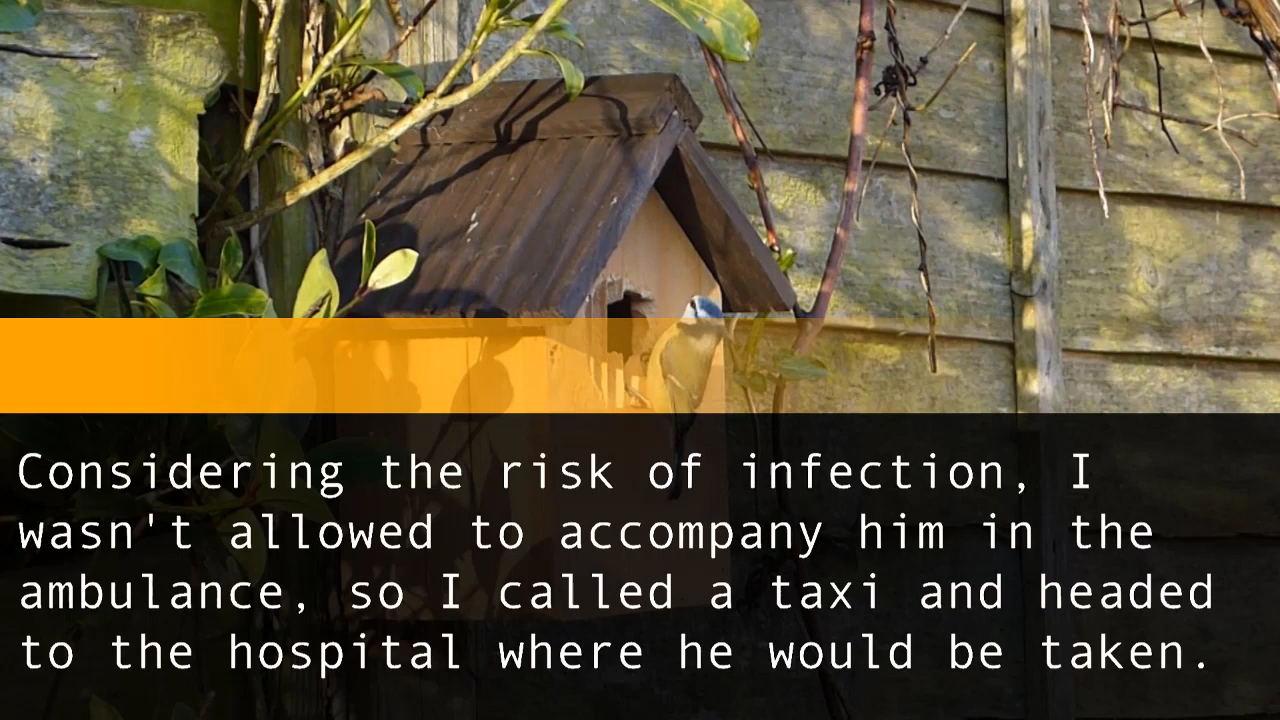 Considering the risk of infection, I
wasn't allowed to accompany him in the
ambulance, so I called a taxi and headed
to the hospital where he would be taken.